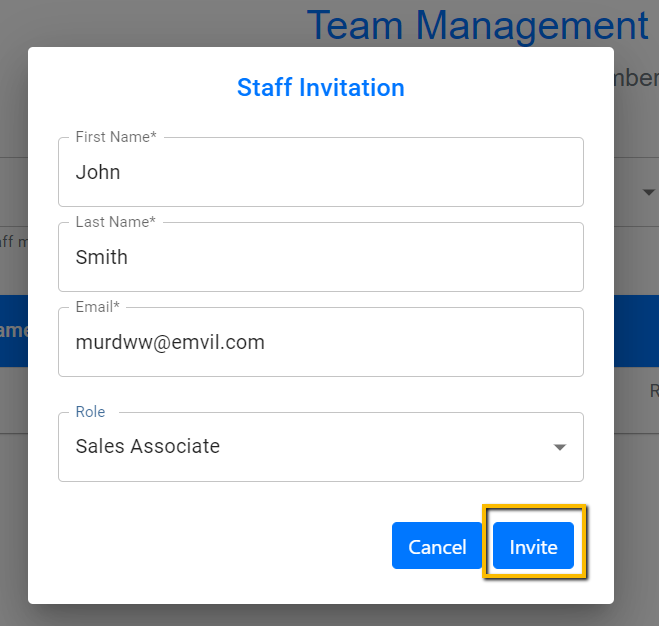 Team Management
Staff Invitation
First Name*
John
Last Name*
Smith
Email*
murdww@emvil.com
Role
Sales Associate
Cancel
Invite